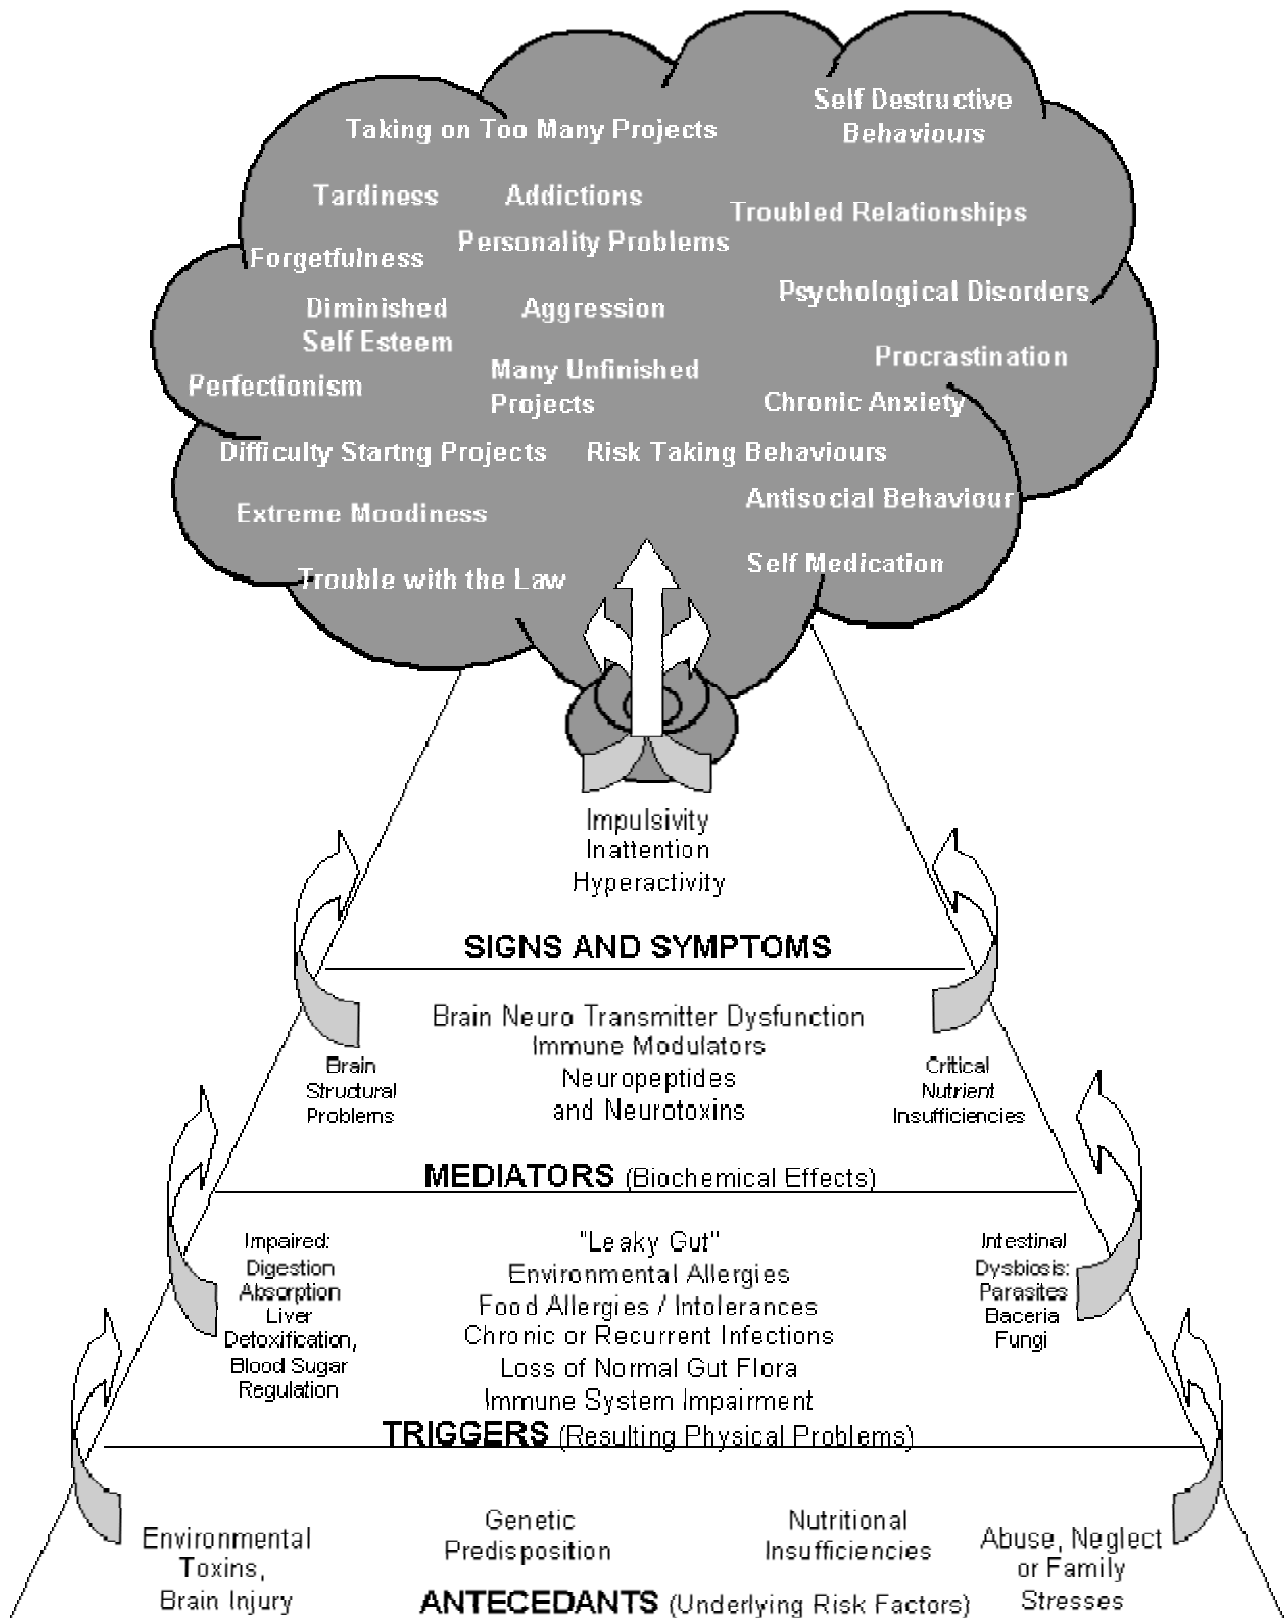 Self Destructive
Behaviours
Taking on Too Many Projects
Tardiness
Addictions
Troubled Relationships
Personality Problems
Forgetfulness
Psychological Disorders
Diminished
Self Esteem
Aggression
Procrastination
Many Unfinished
Projects
Perfectionism
Chronic Anxiety
Difficulty Startng Projects
Risk Taking Behaviours
Antisocial Behaviour
Extreme Moodiness
Self Medication
Trouble with the Law
Impulsivity
Inattention
Hyperactivity
SIGNS AND SYMPTOMS
Brain Neuro Transmitter Dysfunction
Immune Modulators
Neuropeptides
and Neurotoxins
Brain
Structural
Problems
Critical
Nutrient
Insufficiencies
MEDIATORS (Biochemical Effects)
Impaired:
Digestion
Absorption
Liver
Detoxification,
Blood Sugar
Regulation
"Leaky Gut"
Environmental Allergies
Food Allergies / Intolerances
Chronic or Recurrent Infections
Loss of Normal Gut Flora
Immune System Impairment
Intestinal
Dysbiosis:
Parasites
Baceria
Fungi
TRIGGERS (Resulting Physical Problems)
Environmental
Toxins,
Brain Injury
Genetic
Predisposition
Nutritional
Insufficiencies
Abuse, Neglect
or Family
Stresses
ANTECEDANTS (Underlying Risk Factors)